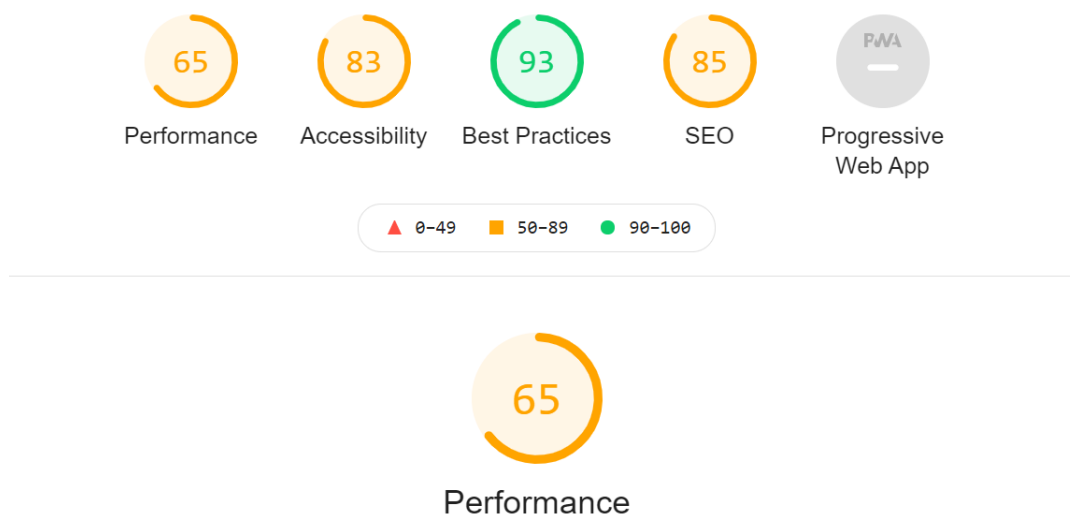 65
83
93
85
PWA
Performance
Accessibility
Best Practices
SEO
Progressive
Web App
0–49
50–89
90–100
65
Performance